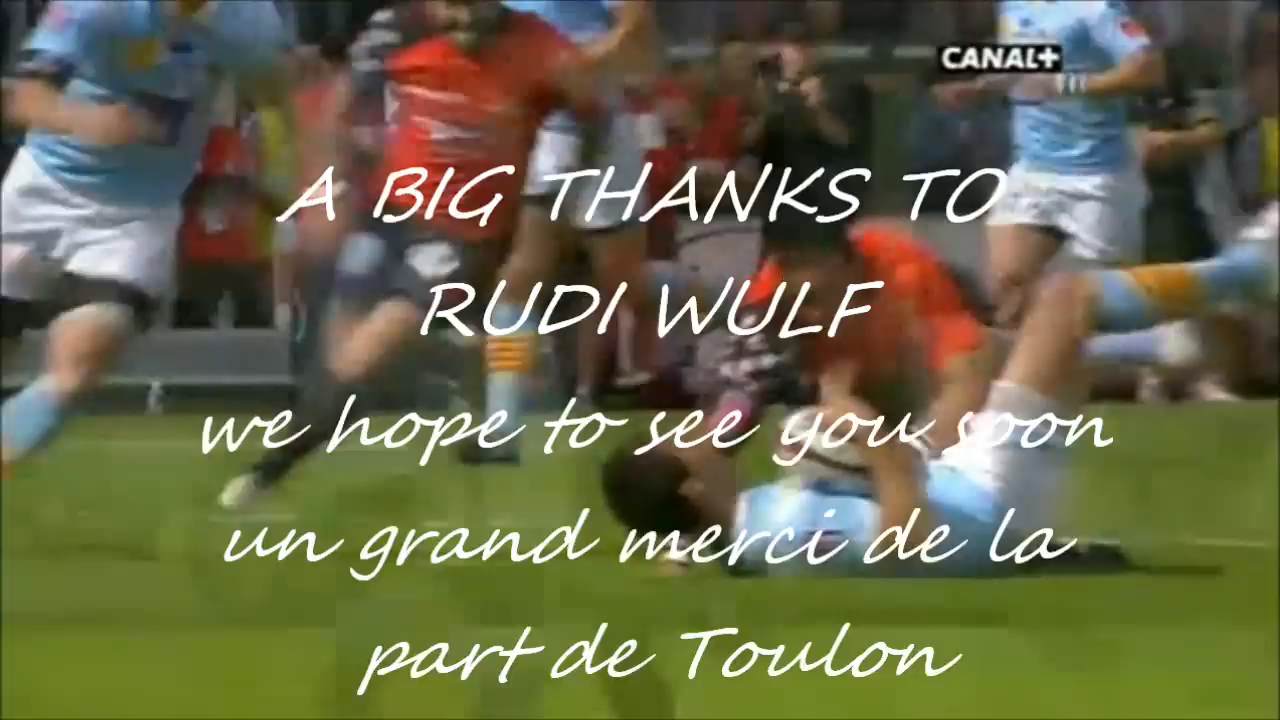 CANAL+
A BIG THANKS TO
RUDI WULF
we hope to see you soon
un grand merci de la
part de Toulon